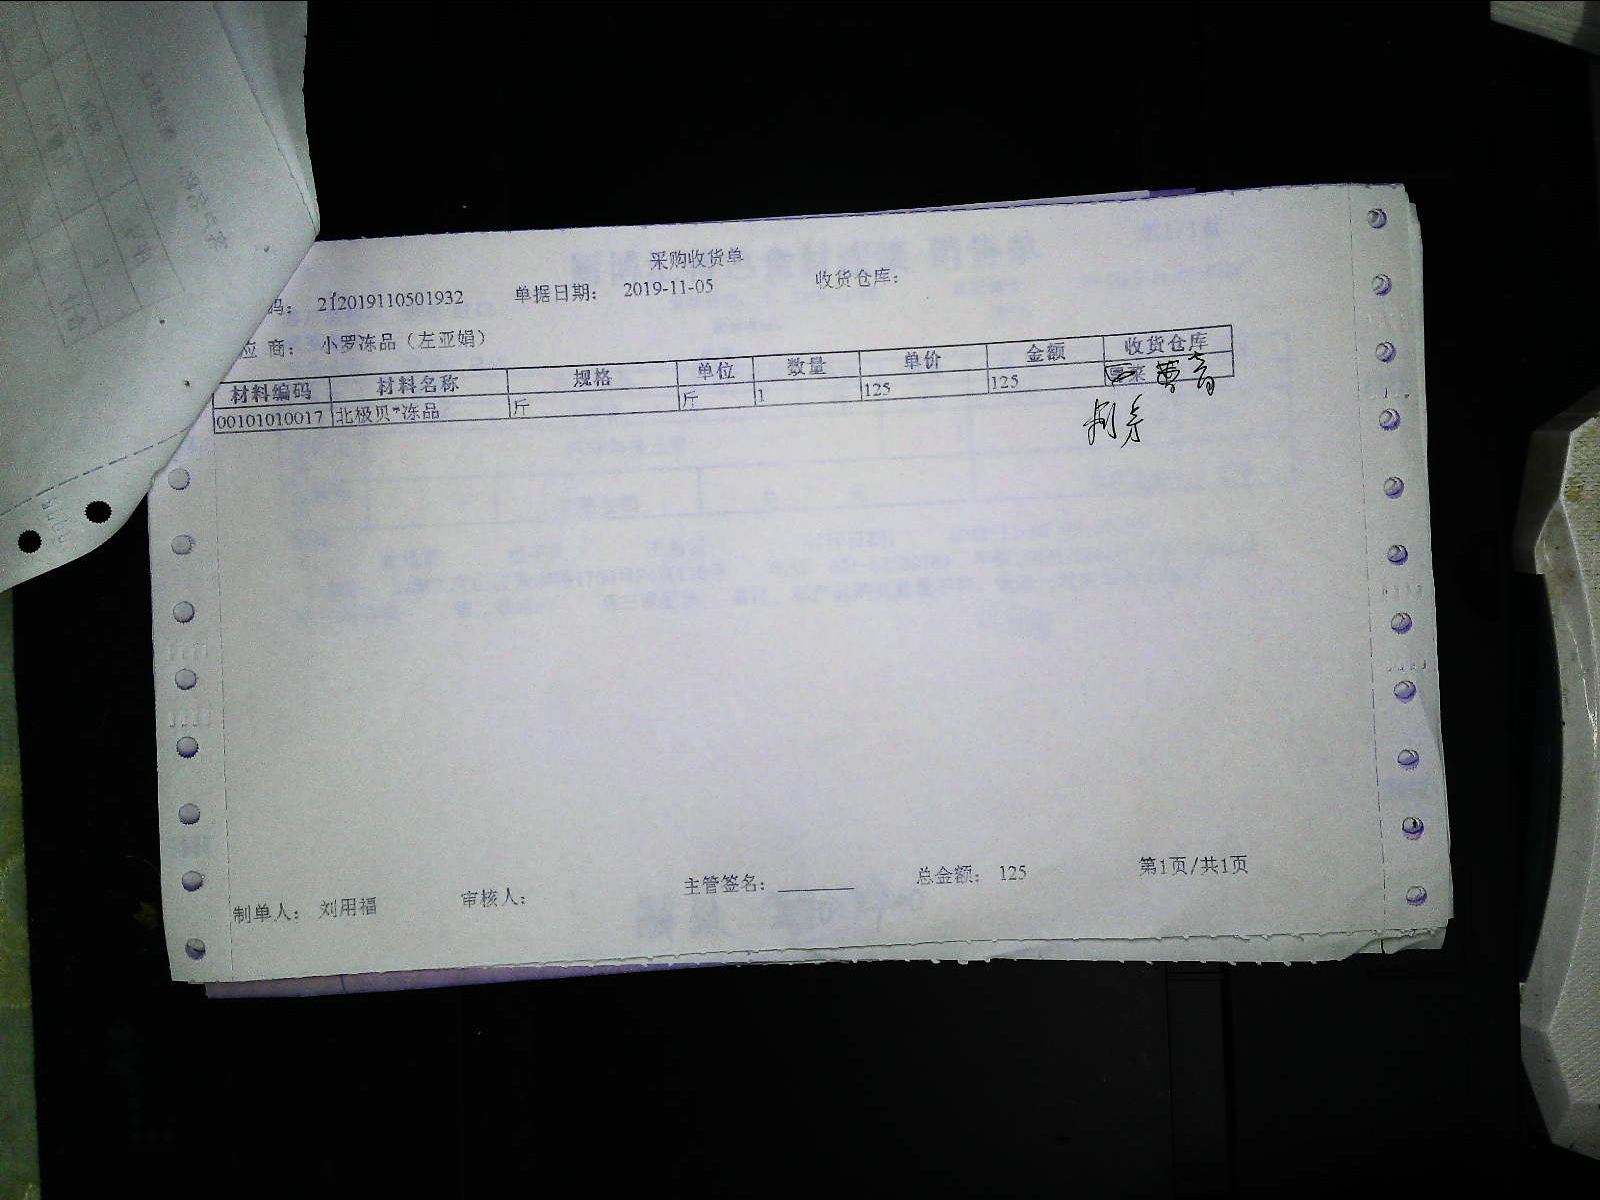 采购收货单
码： 212019110501932 单据日期： 2019-11-05 收货仓库：
应 商： 小罗冻品（左亚娟）
材料编码 材料名称 规格 单位 数量 单价 金额 收货仓库
00101010017 北极贝*冻品 斤 斤 1 125 125 菜
制单人： 刘用福 审核人： 主管签名： 总金额： 125 第1页/共1页